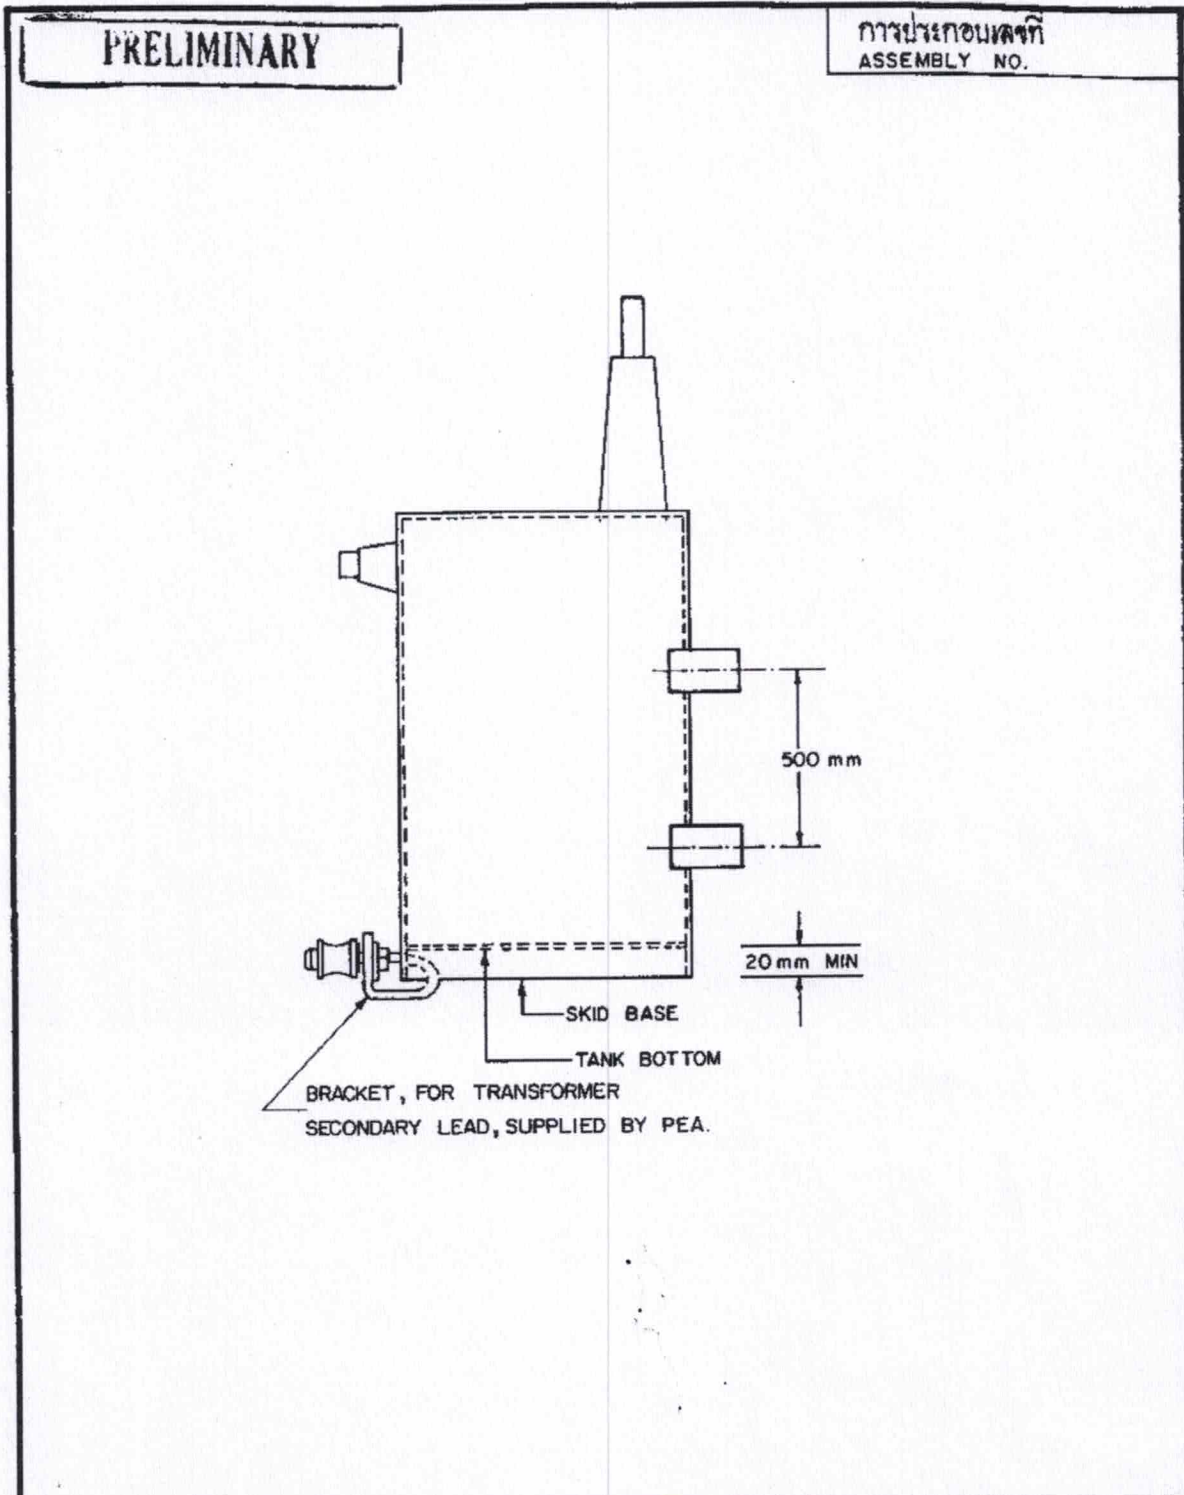 PRELIMINARY
การประกอบเลขที่
ASSEMBLY NO.
500 mm
20 mm MIN
SKID BASE
TANK BOTTOM
BRACKET, FOR TRANSFORMER
SECONDARY LEAD, SUPPLIED BY PEA.